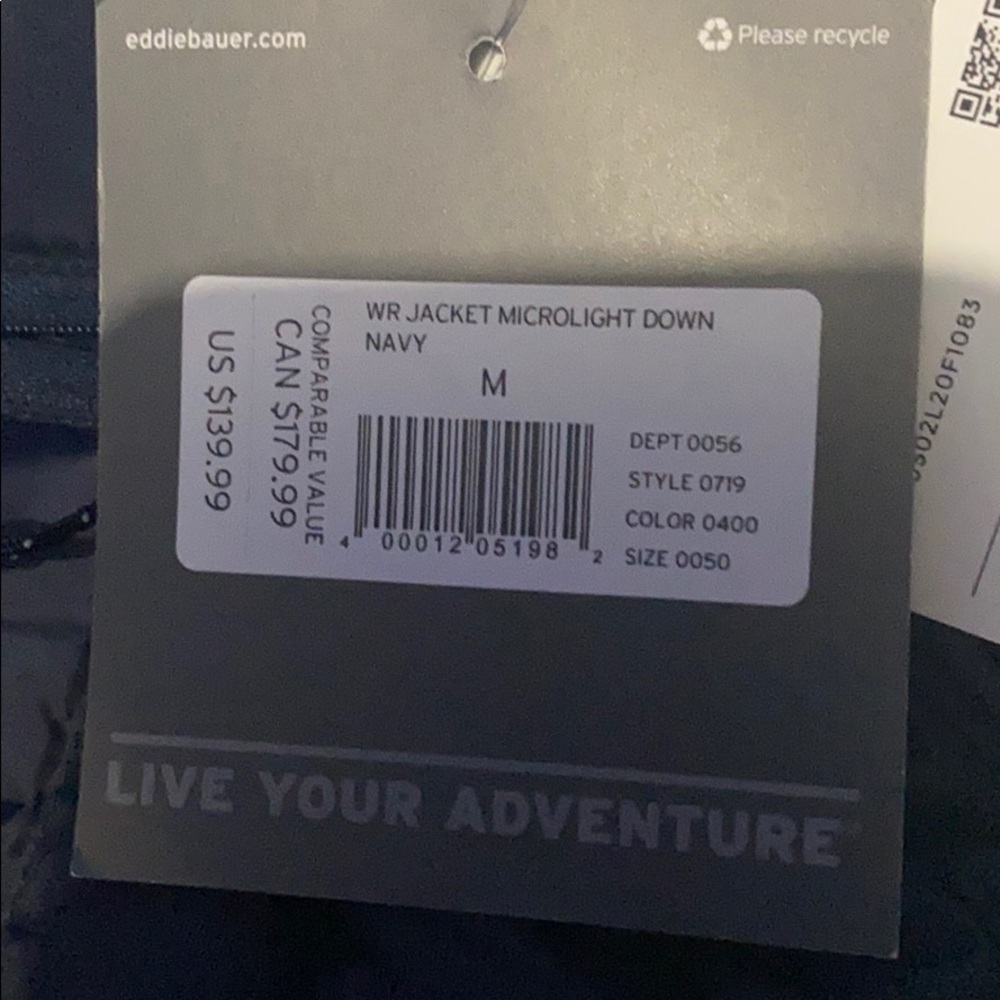 eddiebauer.com
Please recycle
WR JACKET MICROLIGHT DOWN
NAVY
M
COMPARABLE VALUE
CAN $179.99
US $139.99
4 00012 05198 2
DEPT 0056
STYLE 0719
COLOR 0400
SIZE 0050
LIVE YOUR ADVENTURE